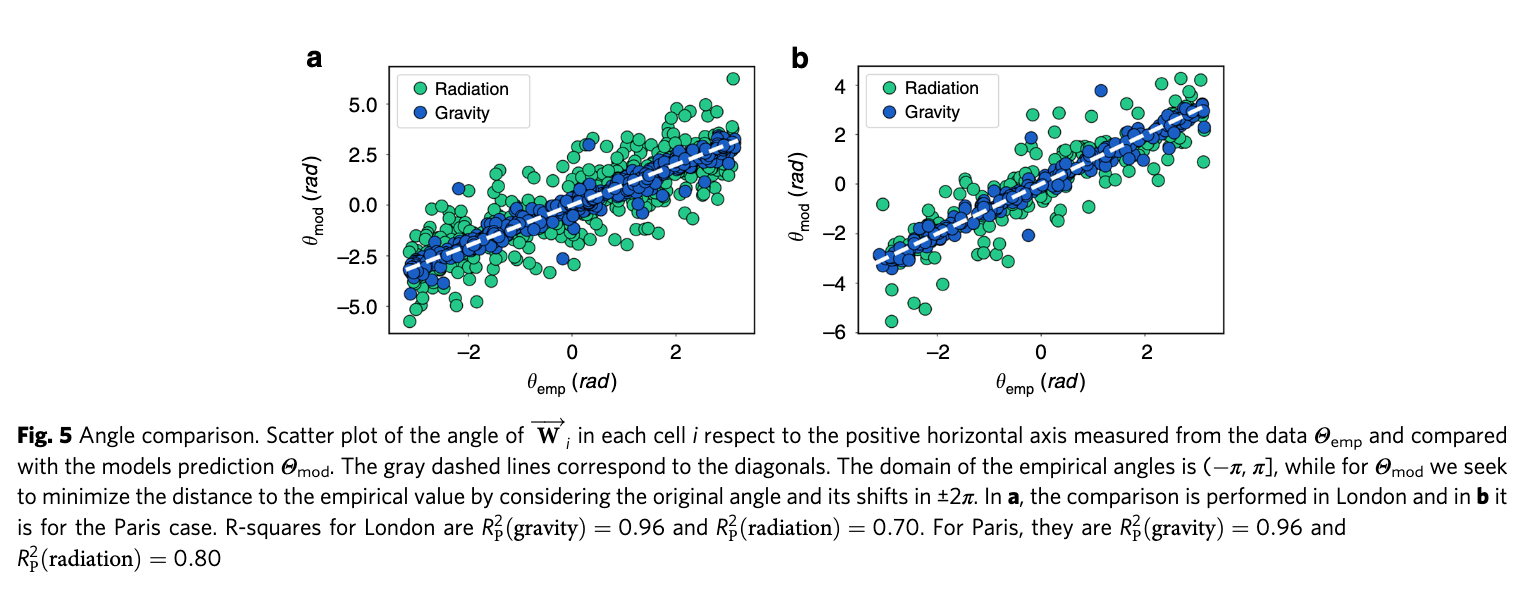 a
Radiation
Gravity
5.0
2.5
0.0
−2.5
−5.0
θmod (rad)
−2 0 2
θemp (rad)
b
Radiation
Gravity
4
2
0
−2
−4
−6
θmod (rad)
−2 0 2
θemp (rad)
Fig. 5 Angle comparison. Scatter plot of the angle of W⃗i in each cell i respect to the positive horizontal axis measured from the data Θemp and compared
with the models prediction Θmod. The gray dashed lines correspond to the diagonals. The domain of the empirical angles is (−π, π], while for Θmod we seek
to minimize the distance to the empirical value by considering the original angle and its shifts in ±2π. In a, the comparison is performed in London and in b it
is for the Paris case. R-squares for London are R²P(gravity) = 0.96 and R²P(radiation) = 0.70. For Paris, they are R²P(gravity) = 0.96 and
R²P(radiation) = 0.80